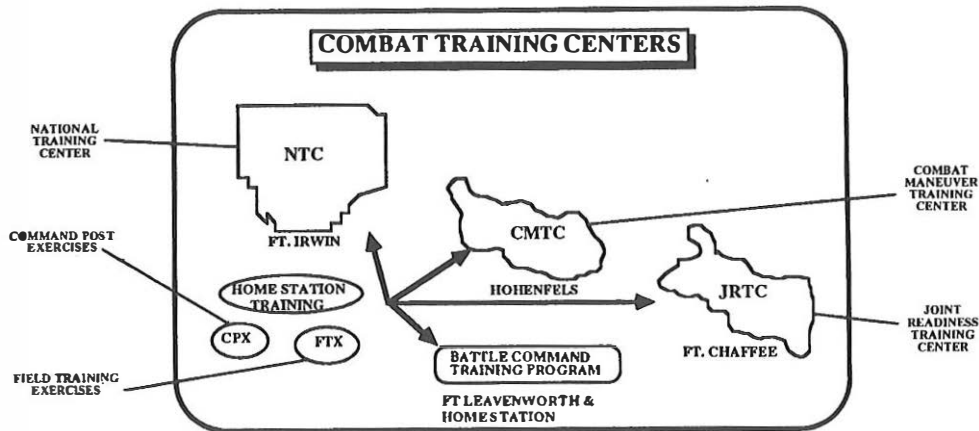 COMBAT TRAINING CENTERS
NATIONAL
TRAINING
CENTER
NTC
FT. IRWIN
COMBAT
MANEUVER
TRAINING
CENTER
CMTC
HOHENFELS
COMMAND POST
EXERCISES
HOME STATION
TRAINING
JRTC
FT. CHAFFEE
JOINT
READINESS
TRAINING
CENTER
CPX
FTX
BATTLE COMMAND
TRAINING PROGRAM
FIELD TRAINING
EXERCISES
FT LEAVENWORTH &
HOMESTATION